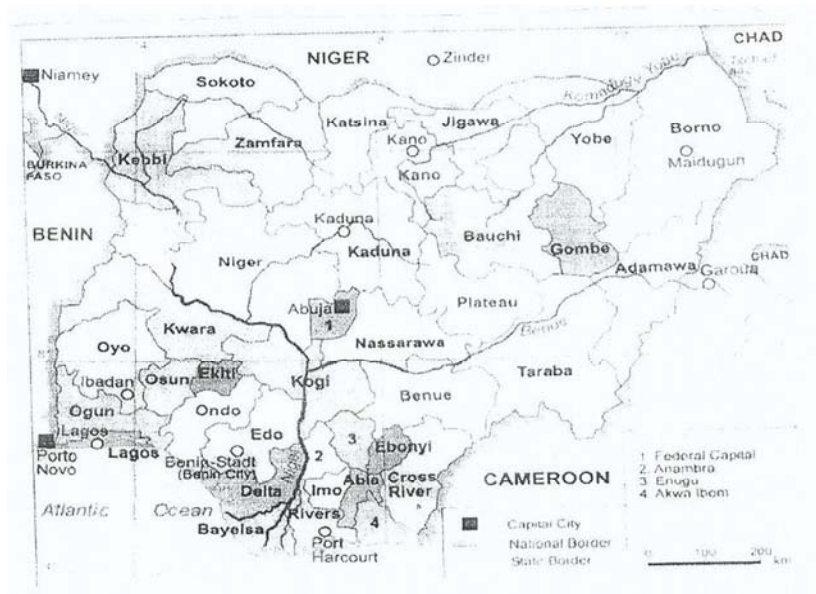 CHAD
NIGER
Zinder
Niamey
Sokoto
Komadugu Yobe
Katsina
Jigawa
Kano
Kano
Zamfara
Kebbi
Yobe
Borno
Maidugun
BURKINA
FASO
Kaduna
BENIN
Kaduna
Bauchi
Gombe
Niger
CHAD
Adamawa
Garoua
Abuja
1
Plateau
Kwara
Nassarawa
Oyo
Taraba
Ekiti
Osun
Kogi
Ibadan
Benue
Ondo
Ogun
Edo
Lagos
Lagos
Porto
Novo
2
3
Ebonyi
Benin-Stadt
(Benin City)
Niger
Abia
Cross
River
CAMEROON
Delta
Imo
Atlantic Ocean
Bayelsa
Rivers
4
Port
Harcourt
1 Federal Capital
2. Anambra
3 Enugu
4 Akwa Ibom
Capital City
National Border
State Border
0 100 200
km